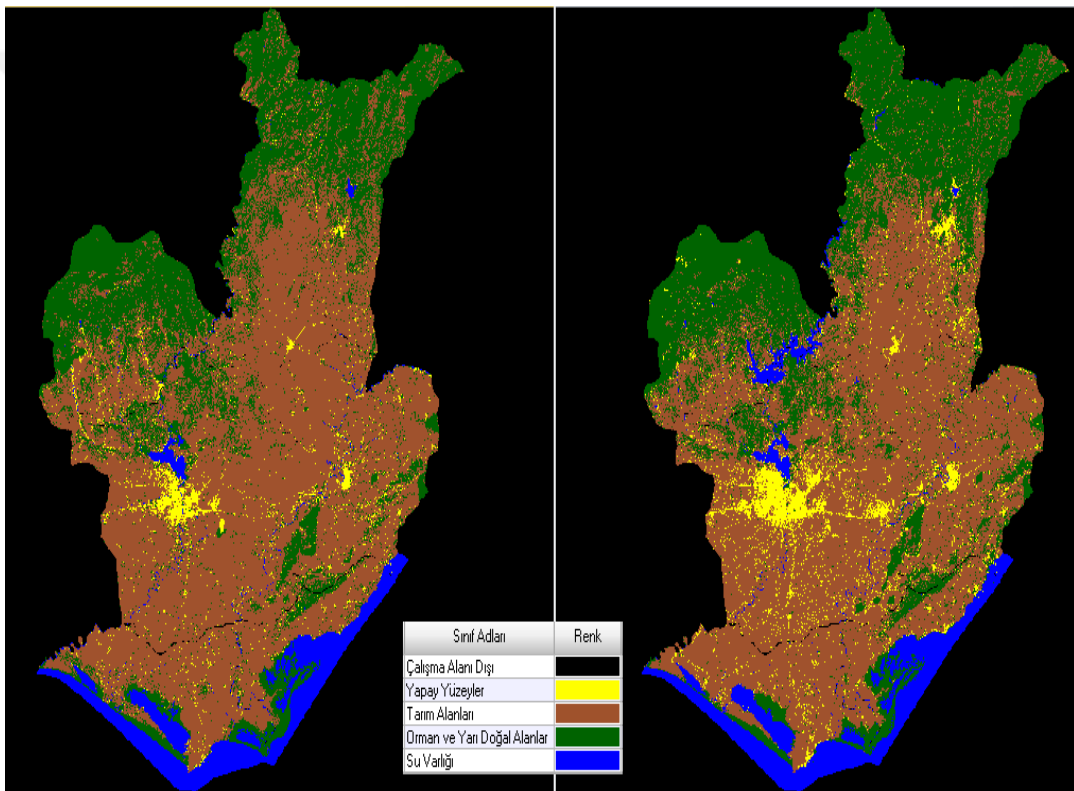 Sınıf Adları Renk
Çalışma Alanı Dışı
Yapay Yüzeyler
Tarım Alanları
Orman ve Yarı Doğal Alanlar
Su Varlığı